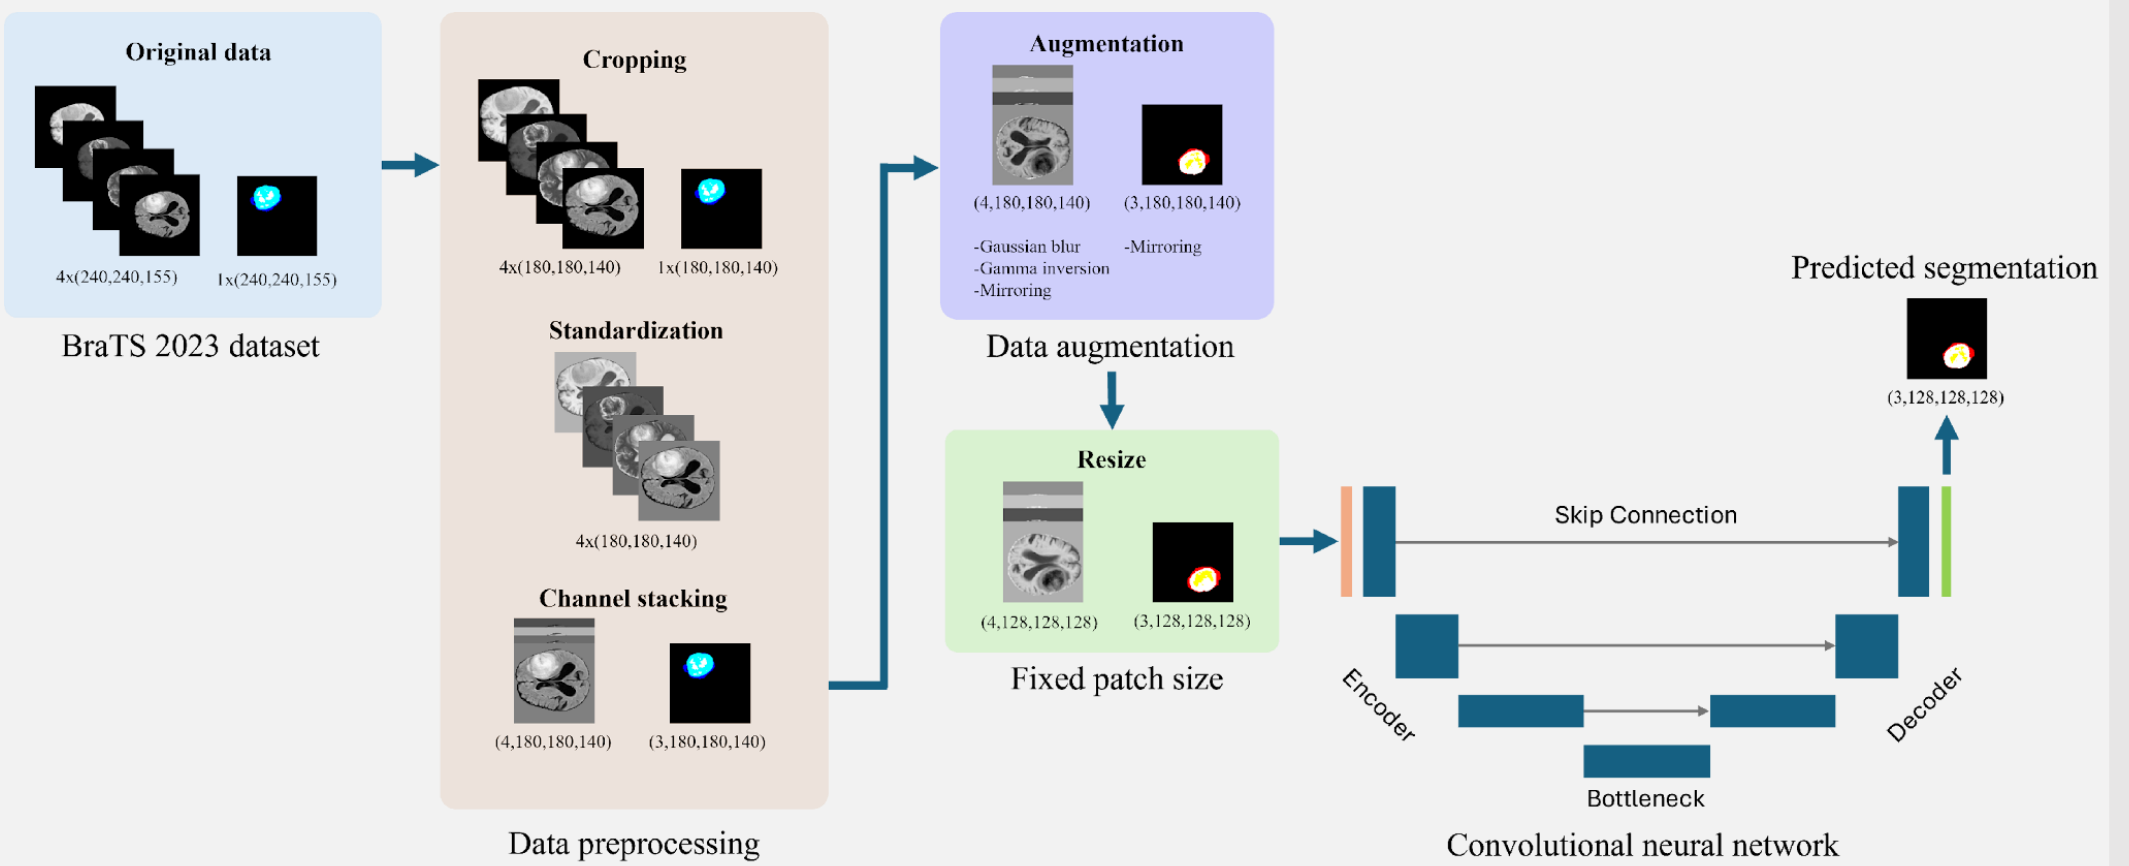 Original data
4x(240,240,155)
1x(240,240,155)
BraTS 2023 dataset
Cropping
4x(180,180,140)
1x(180,180,140)
Standardization
4x(180,180,140)
Channel stacking
(4,180,180,140)
(3,180,180,140)
Data preprocessing
Augmentation
(4,180,180,140)
(3,180,180,140)
-Gaussian blur
-Gamma inversion
-Mirroring
-Mirroring
Data augmentation
Resize
(4,128,128,128)
(3,128,128,128)
Fixed patch size
Skip Connection
Encoder
Bottleneck
Decoder
Convolutional neural network
Predicted segmentation
(3,128,128,128)